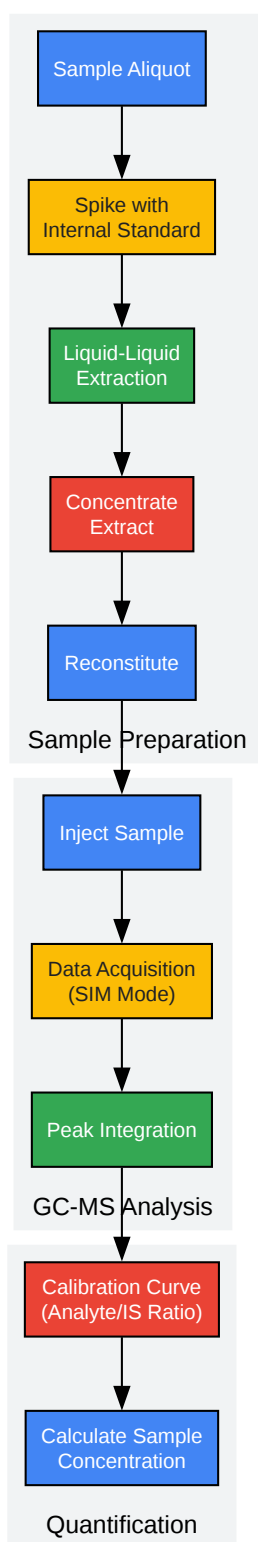 Sample Aliquot
Spike with
Internal Standard
Liquid-Liquid
Extraction
Concentrate
Extract
Reconstitute
Sample Preparation
Inject Sample
Data Acquisition
(SIM Mode)
Peak Integration
GC-MS Analysis
Calibration Curve
(Analyte/IS Ratio)
Calculate Sample
Concentration
Quantification